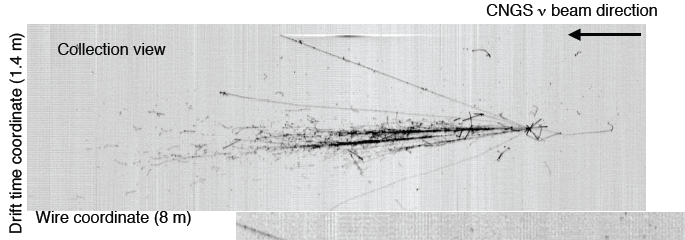 CNGS ν beam direction
Collection view
Drift time coordinate (1.4 m)
Wire coordinate (8 m)